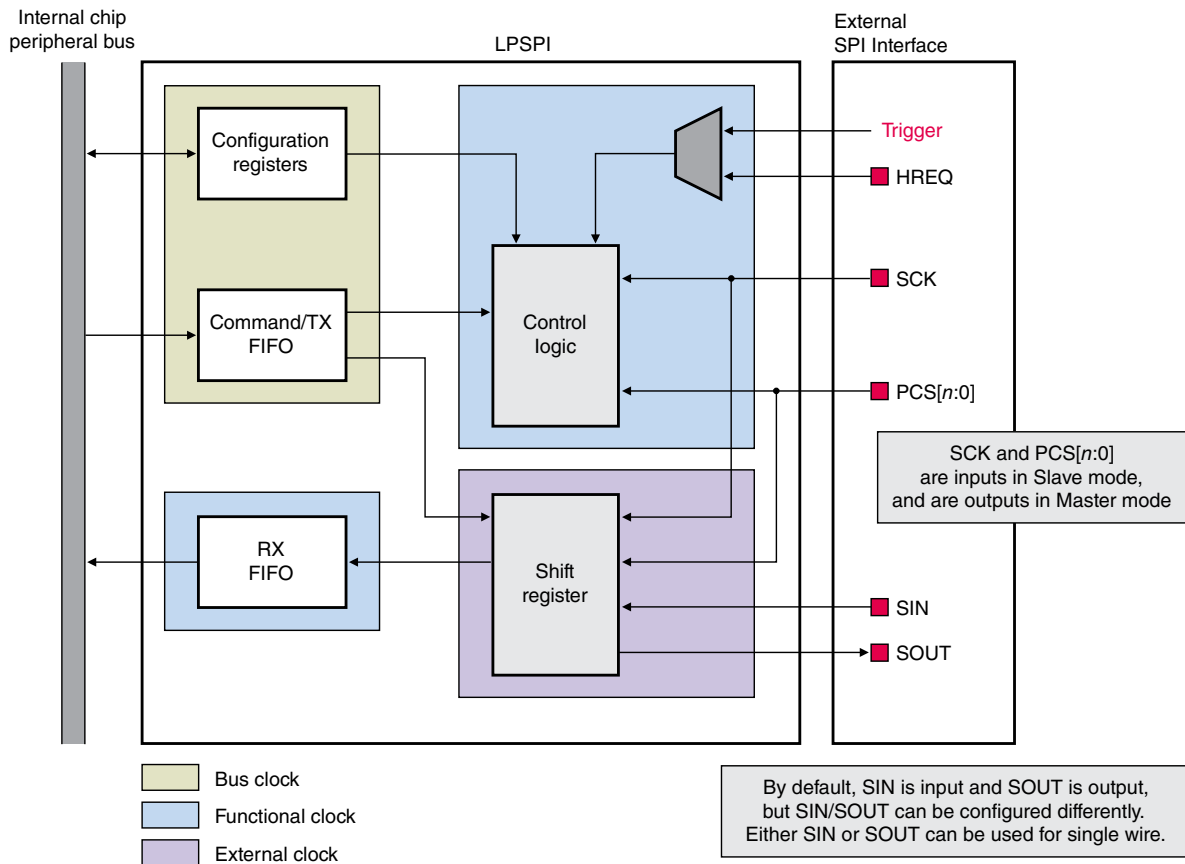 Internal chip
peripheral bus
LPSPI
External
SPI Interface
Configuration
registers
Trigger
HREQ
SCK
Command/TX
FIFO
Control
logic
PCS[n:0]
SCK and PCS[n:0]
are inputs in Slave mode,
and are outputs in Master mode
RX
FIFO
Shift
register
SIN
SOUT
Bus clock
Functional clock
External clock
By default, SIN is input and SOUT is output,
but SIN/SOUT can be configured differently.
Either SIN or SOUT can be used for single wire.